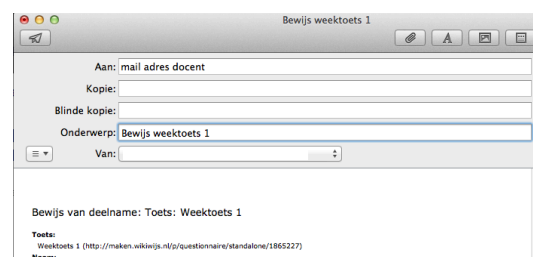 Bewijs weektoets 1
A
Aan: mail adres docent
Kopie:
Blinde kopie:
Onderwerp: Bewijs weektoets 1
Van:
Bewijs van deelname: Toets: Weektoets 1
Toets:
Weektoets 1 (http://maken.wikiwijs.nl/p/questionnaire/standalone/1865227)
Naam: